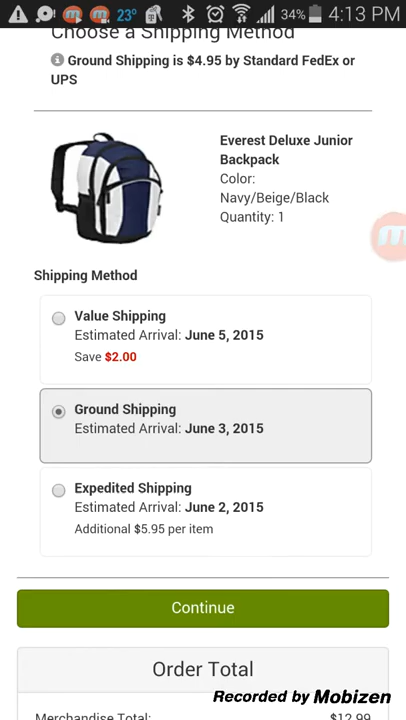 23° 34% 4:13 PM
Choose a Shipping Method
Ground Shipping is $4.95 by Standard FedEx or
UPS
Everest Deluxe Junior
Backpack
Color:
Navy/Beige/Black
Quantity: 1
Shipping Method
Value Shipping
Estimated Arrival: June 5, 2015
Save $2.00
Ground Shipping
Estimated Arrival: June 3, 2015
Expedited Shipping
Estimated Arrival: June 2, 2015
Additional $5.95 per item
Continue
Order Total
Recorded by Mobizen
Merchandise Total: $12.99